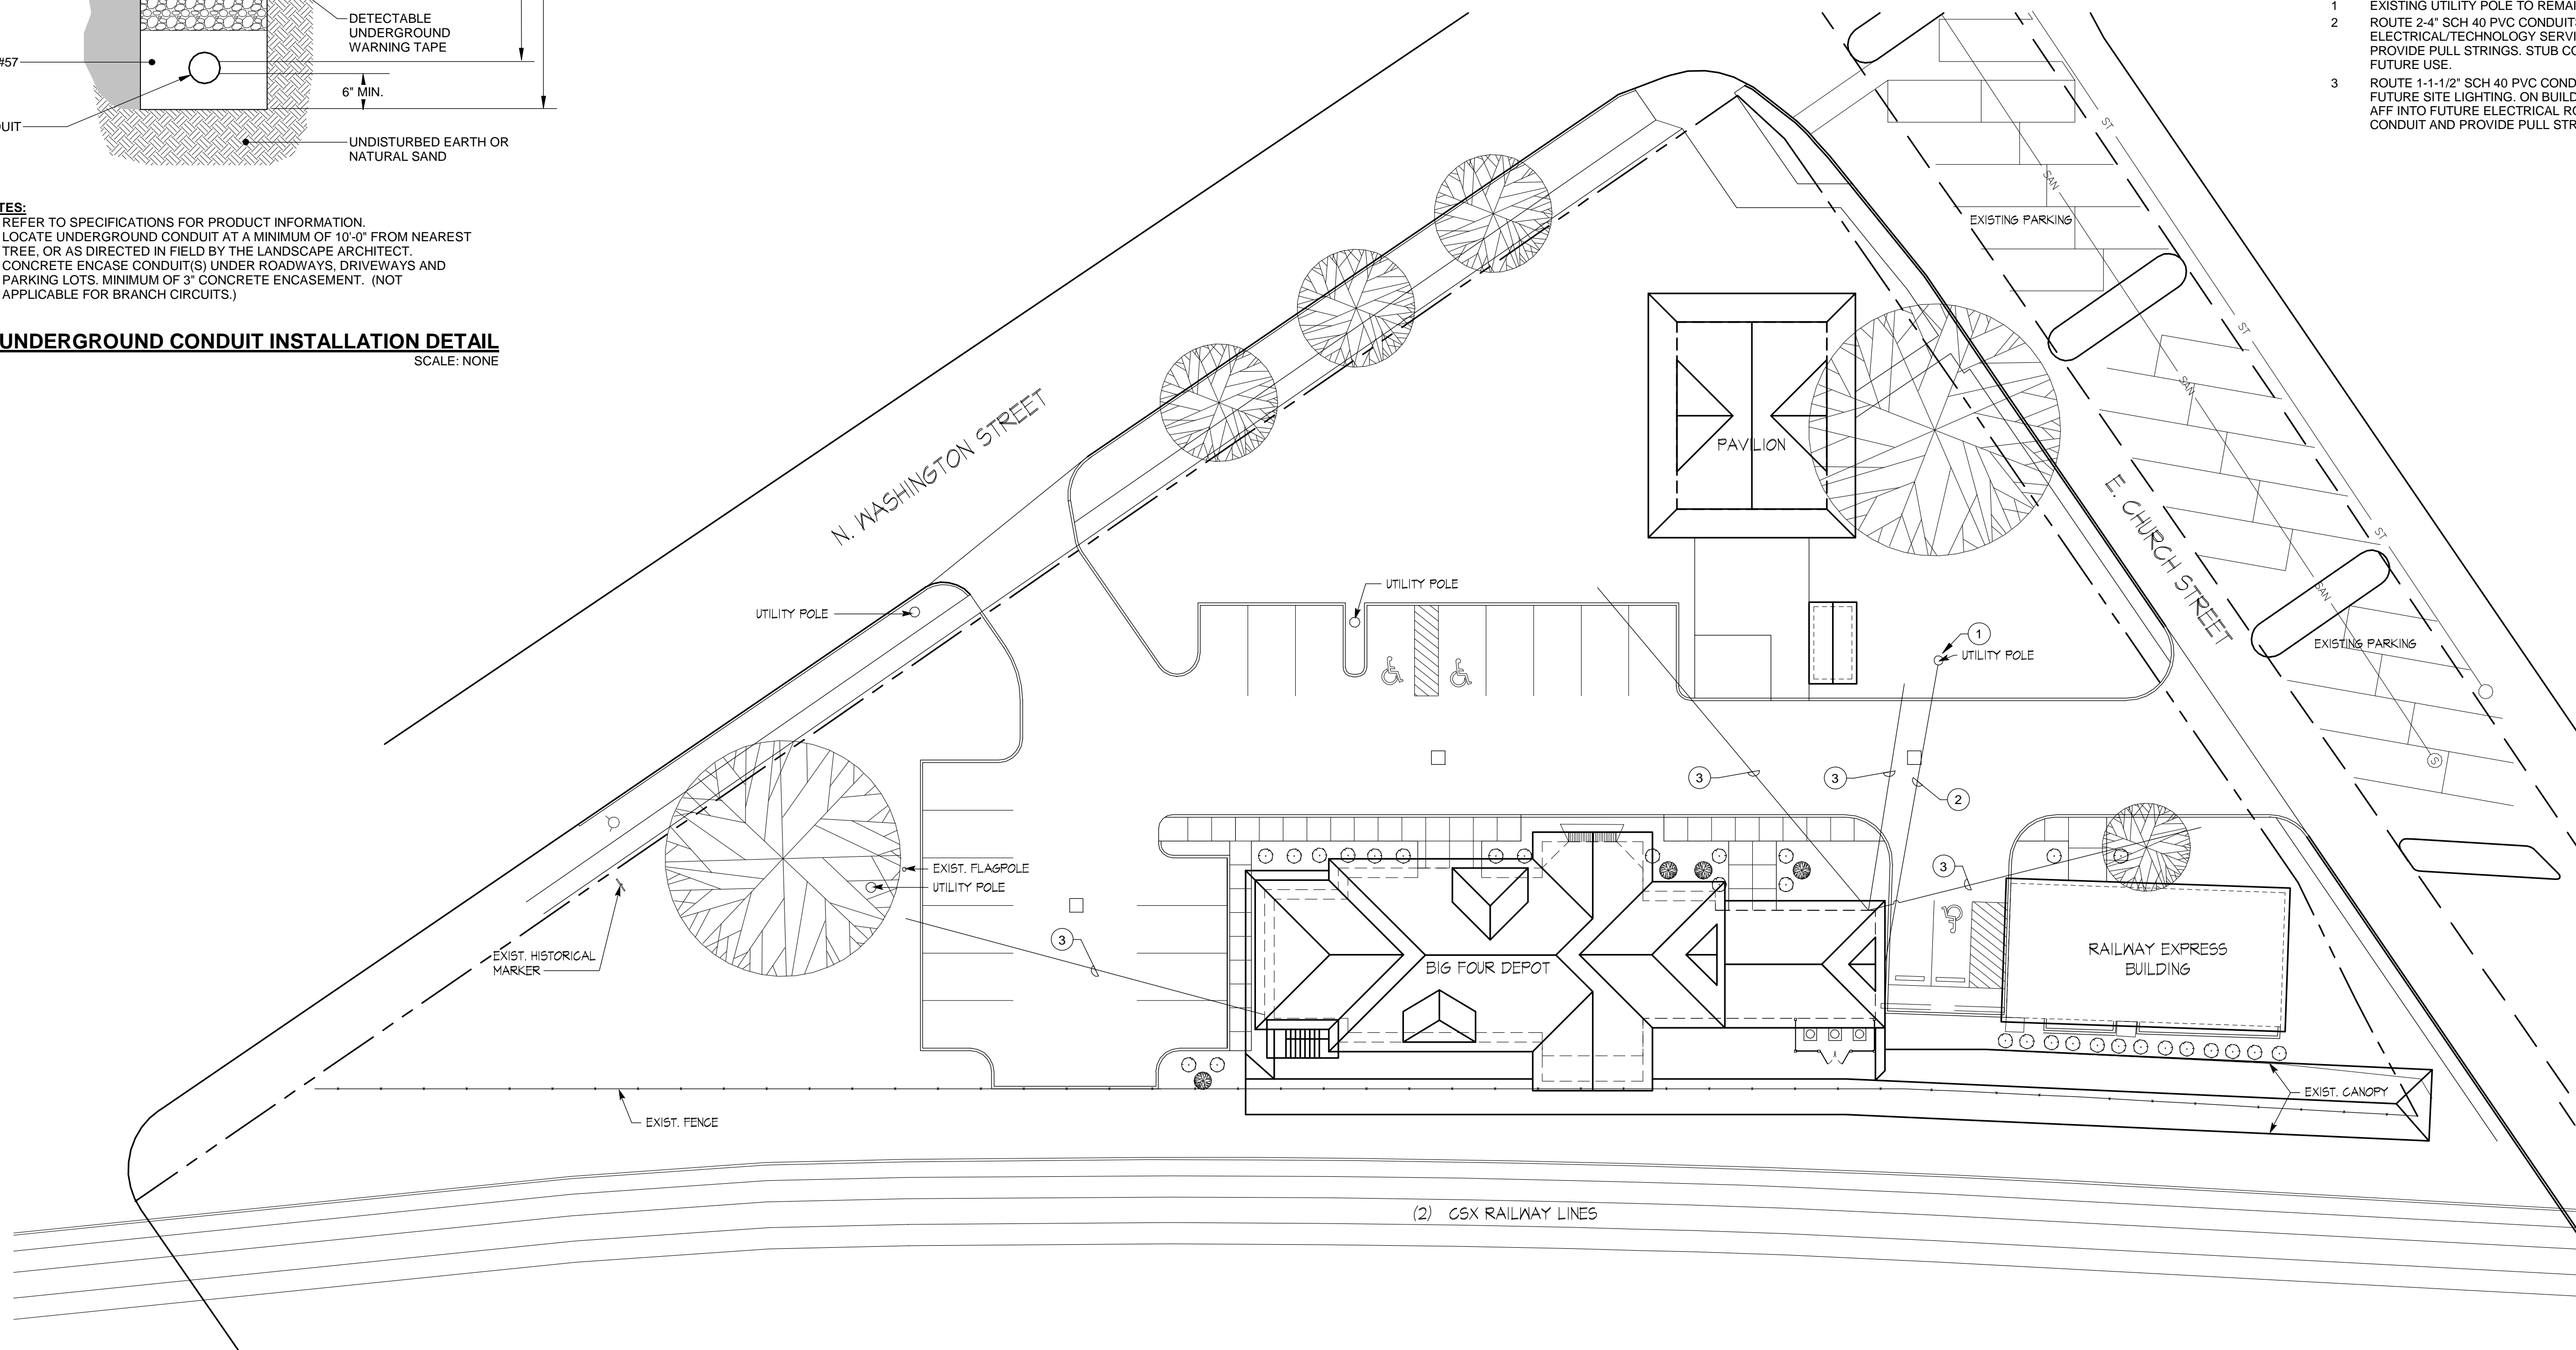 DETECTABLE
UNDERGROUND
WARNING TAPE
#57
6" MIN.
UNDISTURBED EARTH OR
NATURAL SAND
REFER TO SPECIFICATIONS FOR PRODUCT INFORMATION.
LOCATE UNDERGROUND CONDUIT AT A MINIMUM OF 10'-0" FROM NEAREST
TREE, OR AS DIRECTED IN FIELD BY THE LANDSCAPE ARCHITECT.
CONCRETE ENCASE CONDUIT(S) UNDER ROADWAYS, DRIVEWAYS AND
PARKING LOTS. MINIMUM OF 3" CONCRETE ENCASEMENT. (NOT
APPLICABLE FOR BRANCH CIRCUITS.)
UNDERGROUND CONDUIT INSTALLATION DETAIL
SCALE: NONE
1 EXISTING UTILITY POLE TO REMAI
2 ROUTE 2-4" SCH 40 PVC CONDUIT
ELECTRICAL/TECHNOLOGY SERVI
PROVIDE PULL STRINGS. STUB CO
FUTURE USE.
3 ROUTE 1-1-1/2" SCH 40 PVC COND
FUTURE SITE LIGHTING. ON BUILD
AFF INTO FUTURE ELECTRICAL RO
CONDUIT AND PROVIDE PULL STR
ST
SAN
EXISTING PARKING
ST
SAN
N. WASHINGTON STREET
PAVILION
E. CHURCH STREET
ST
SAN
UTILITY POLE
UTILITY POLE
1
UTILITY POLE
EXISTING PARKING
S
3
3
2
EXIST. FLAGPOLE
UTILITY POLE
3
3
EXIST. HISTORICAL
MARKER
BIG FOUR DEPOT
RAILWAY EXPRESS
BUILDING
EXIST. FENCE
EXIST. CANOPY
(2) CSX RAILWAY LINES